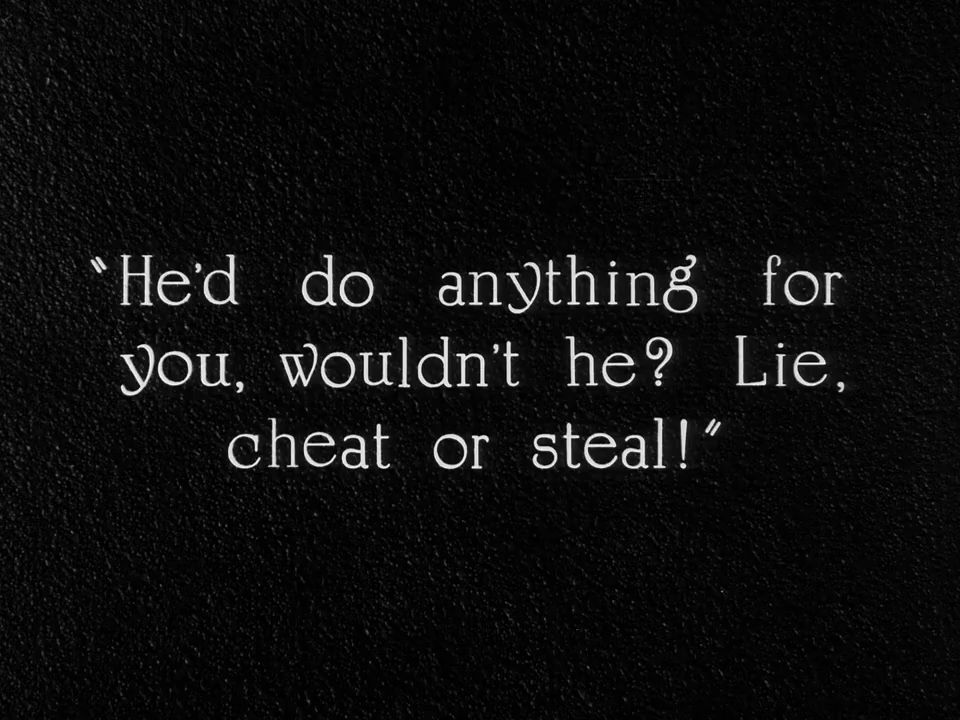 "He'd do anything for
you, wouldn't he? Lie,
cheat or steal!"